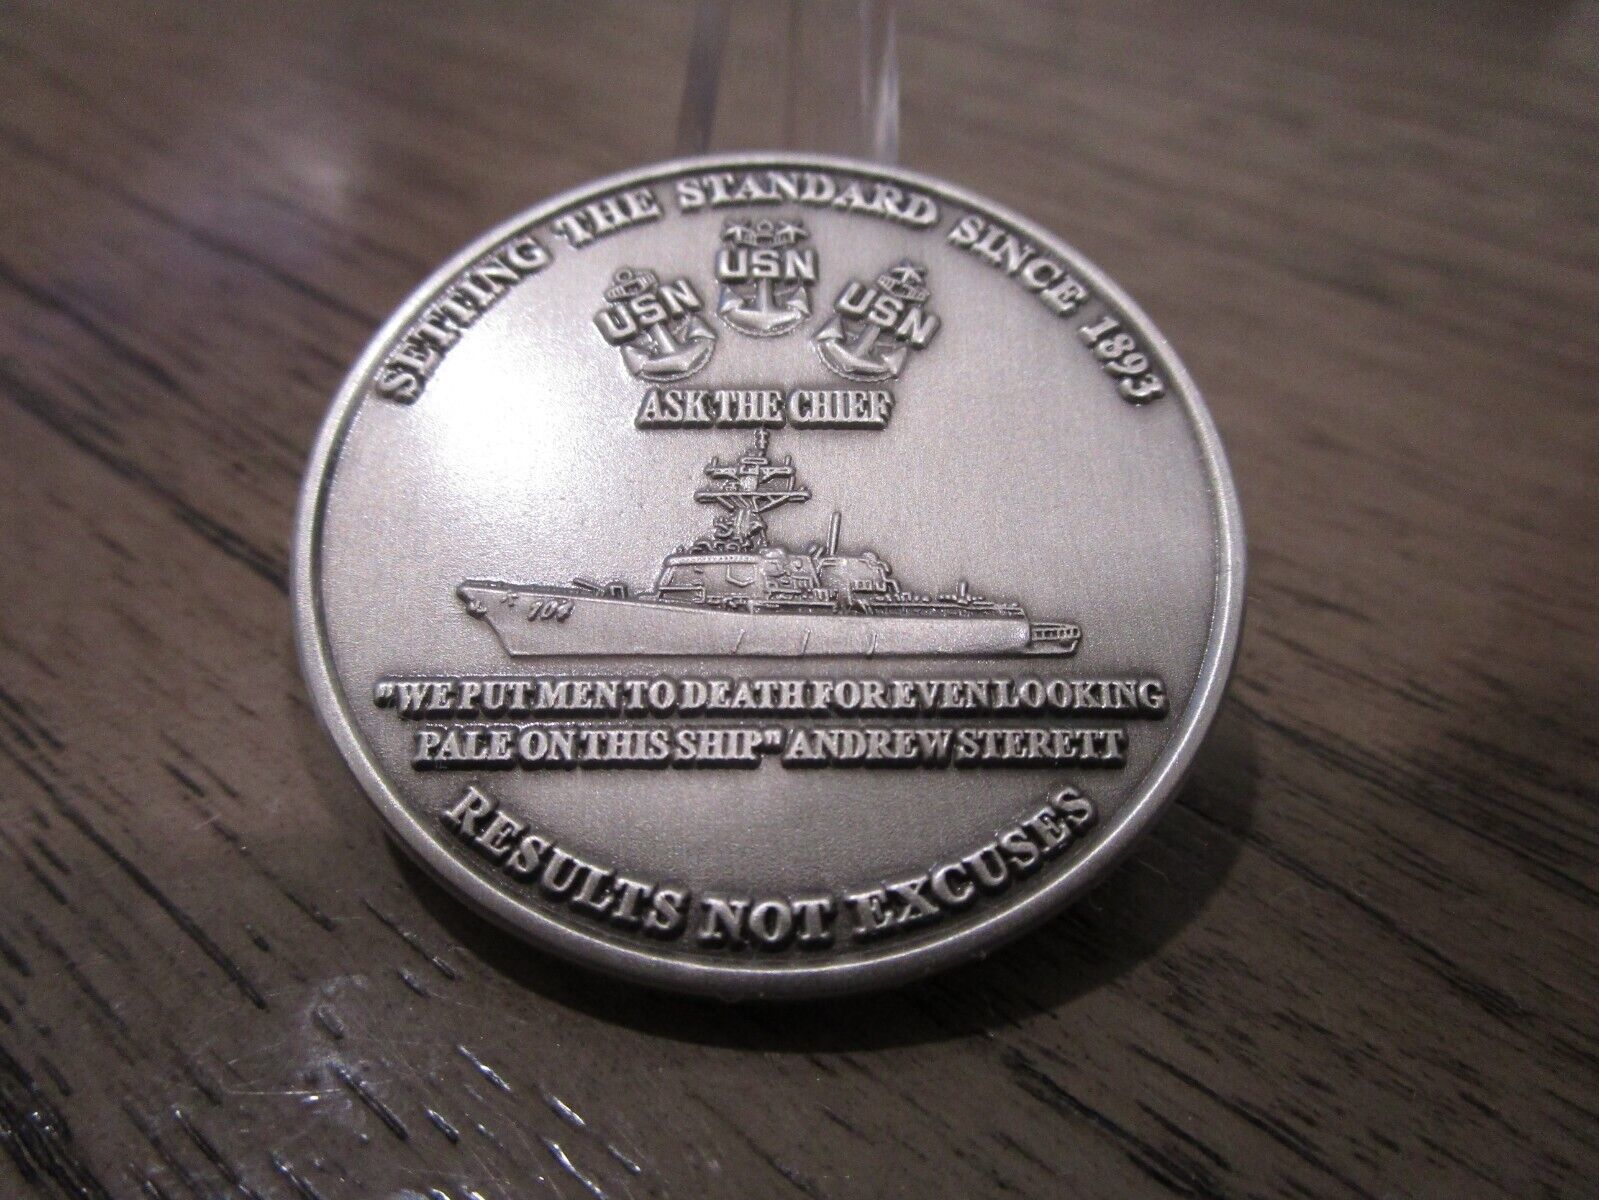 SETTING THE STANDARD SINCE 1893
USN
USN
USN
ASK THE CHIEF
104
"WE PUT MEN TO DEATH FOR EVEN LOOKING
PALE ON THIS SHIP" ANDREW STERETT
RESULTS NOT EXCUSES